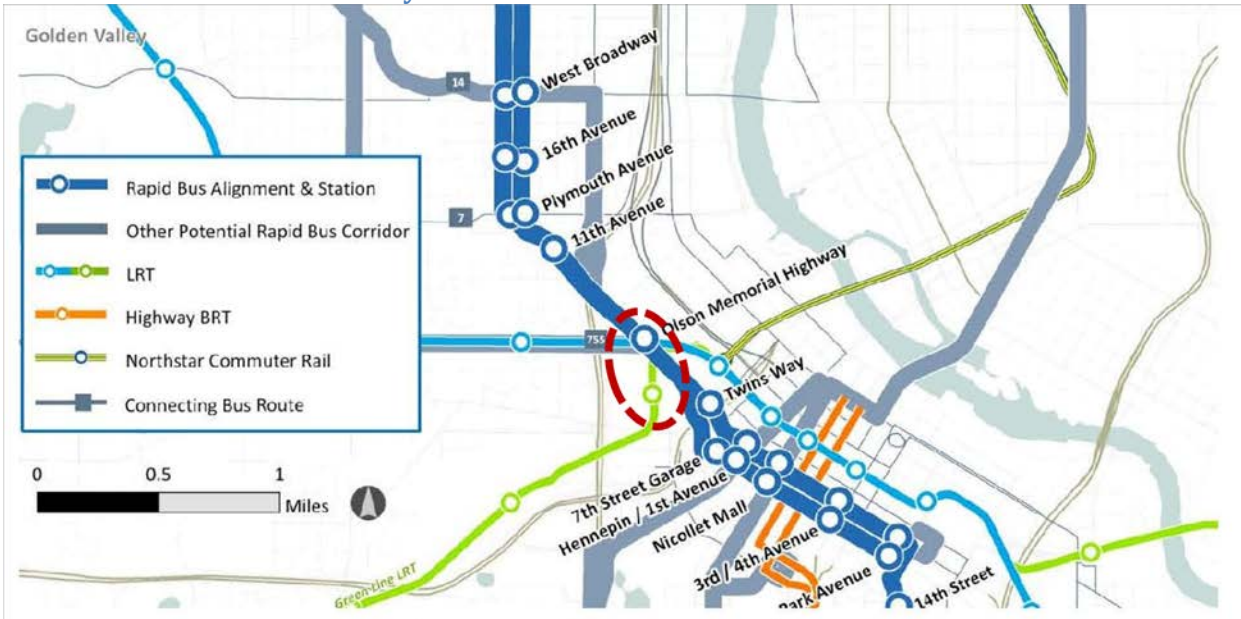 Golden Valley
14
West Broadway
16th Avenue
Plymouth Avenue
7
11th Avenue
Olson Memorial Highway
755
Twins Way
7th Street Garage
Hennepin / 1st Avenue
Nicollet Mall
3rd / 4th Avenue
Park Avenue
14th Street
Green Line LRT
Rapid Bus Alignment & Station
Other Potential Rapid Bus Corridor
LRT
Highway BRT
Northstar Commuter Rail
Connecting Bus Route
0 0.5 1
Miles